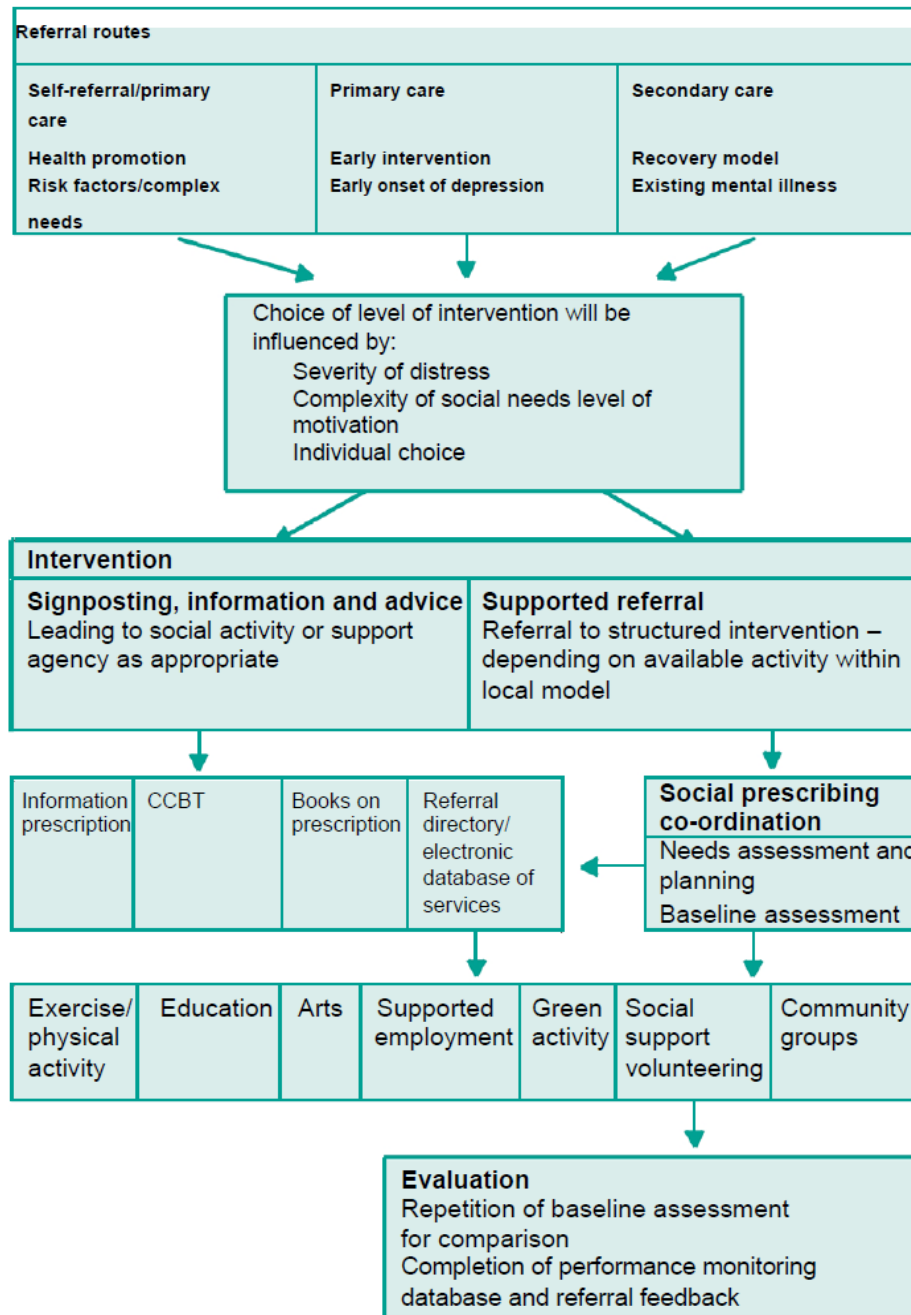 Referral routes
Self-referral/primary
care
Health promotion
Risk factors/complex
needs
Primary care
Early intervention
Early onset of depression
Secondary care
Recovery model
Existing mental illness
Choice of level of intervention will be
influenced by:
Severity of distress
Complexity of social needs level of
motivation
Individual choice
Intervention
Signposting, information and advice
Leading to social activity or support
agency as appropriate
Supported referral
Referral to structured intervention –
depending on available activity within
local model
Information
prescription
CCBT
Books on
prescription
Referral
directory/
electronic
database of
services
Social prescribing
co-ordination
Needs assessment and
planning
Baseline assessment
Exercise/
physical
activity
Education
Arts
Supported
employment
Green
activity
Social
support
volunteering
Community
groups
Evaluation
Repetition of baseline assessment
for comparison
Completion of performance monitoring
database and referral feedback